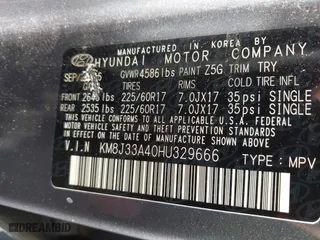 MADE IN KOREA BY
HYUNDAI MOTOR COMPANY
GVWR 4586 lbs PAINT Z5G TRIM TRY
TIRES RIMS COLD TIRE INFL
FRONT lbs 225/60R17 7.0JX17 35psi SINGLE
REAR 2535 lbs 225/60R17 7.0JX17 35psi SINGLE
THIS VEHICLE CONFORMS TO ALL APPLICABLE
U.S. FEDERAL MOTOR VEHICLE SAFETY, BUMPER,
AND THEFT PREVENTION STANDARDS IN EFFECT ON
THE DATE OF MANUFACTURE SHOWN ABOVE.
V.I.N KM8J33A40HU329666 TYPE: MPV
DREAMBID